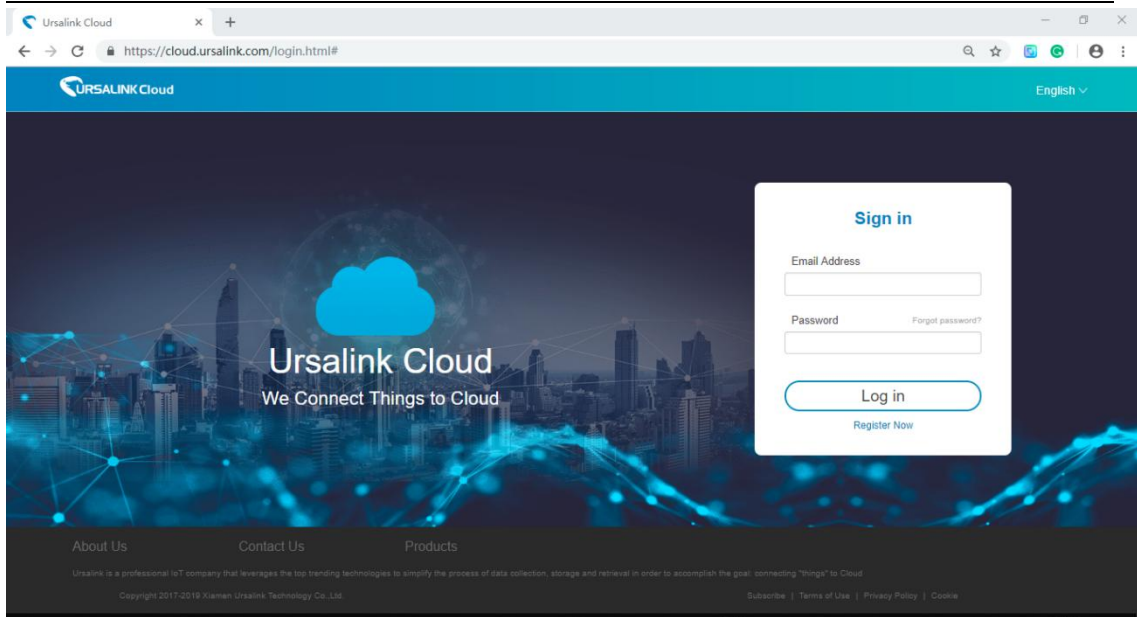 Ursalink Cloud
https://cloud.ursalink.com/login.html#
URSALINK Cloud
English
Sign in
Email Address
Password Forgot password?
Log in
Register Now
Ursalink Cloud
We Connect Things to Cloud
About Us Contact Us Products
Ursalink is a professional IoT company that leverages the top trending technologies to simplify the process of data collection, storage and retrieval in order to accomplish the goal: connecting "things" to Cloud
Copyright 2017-2019 Xiamen Ursalink Technology Co.,Ltd. Subscribe | Terms of Use | Privacy Policy | Cookie